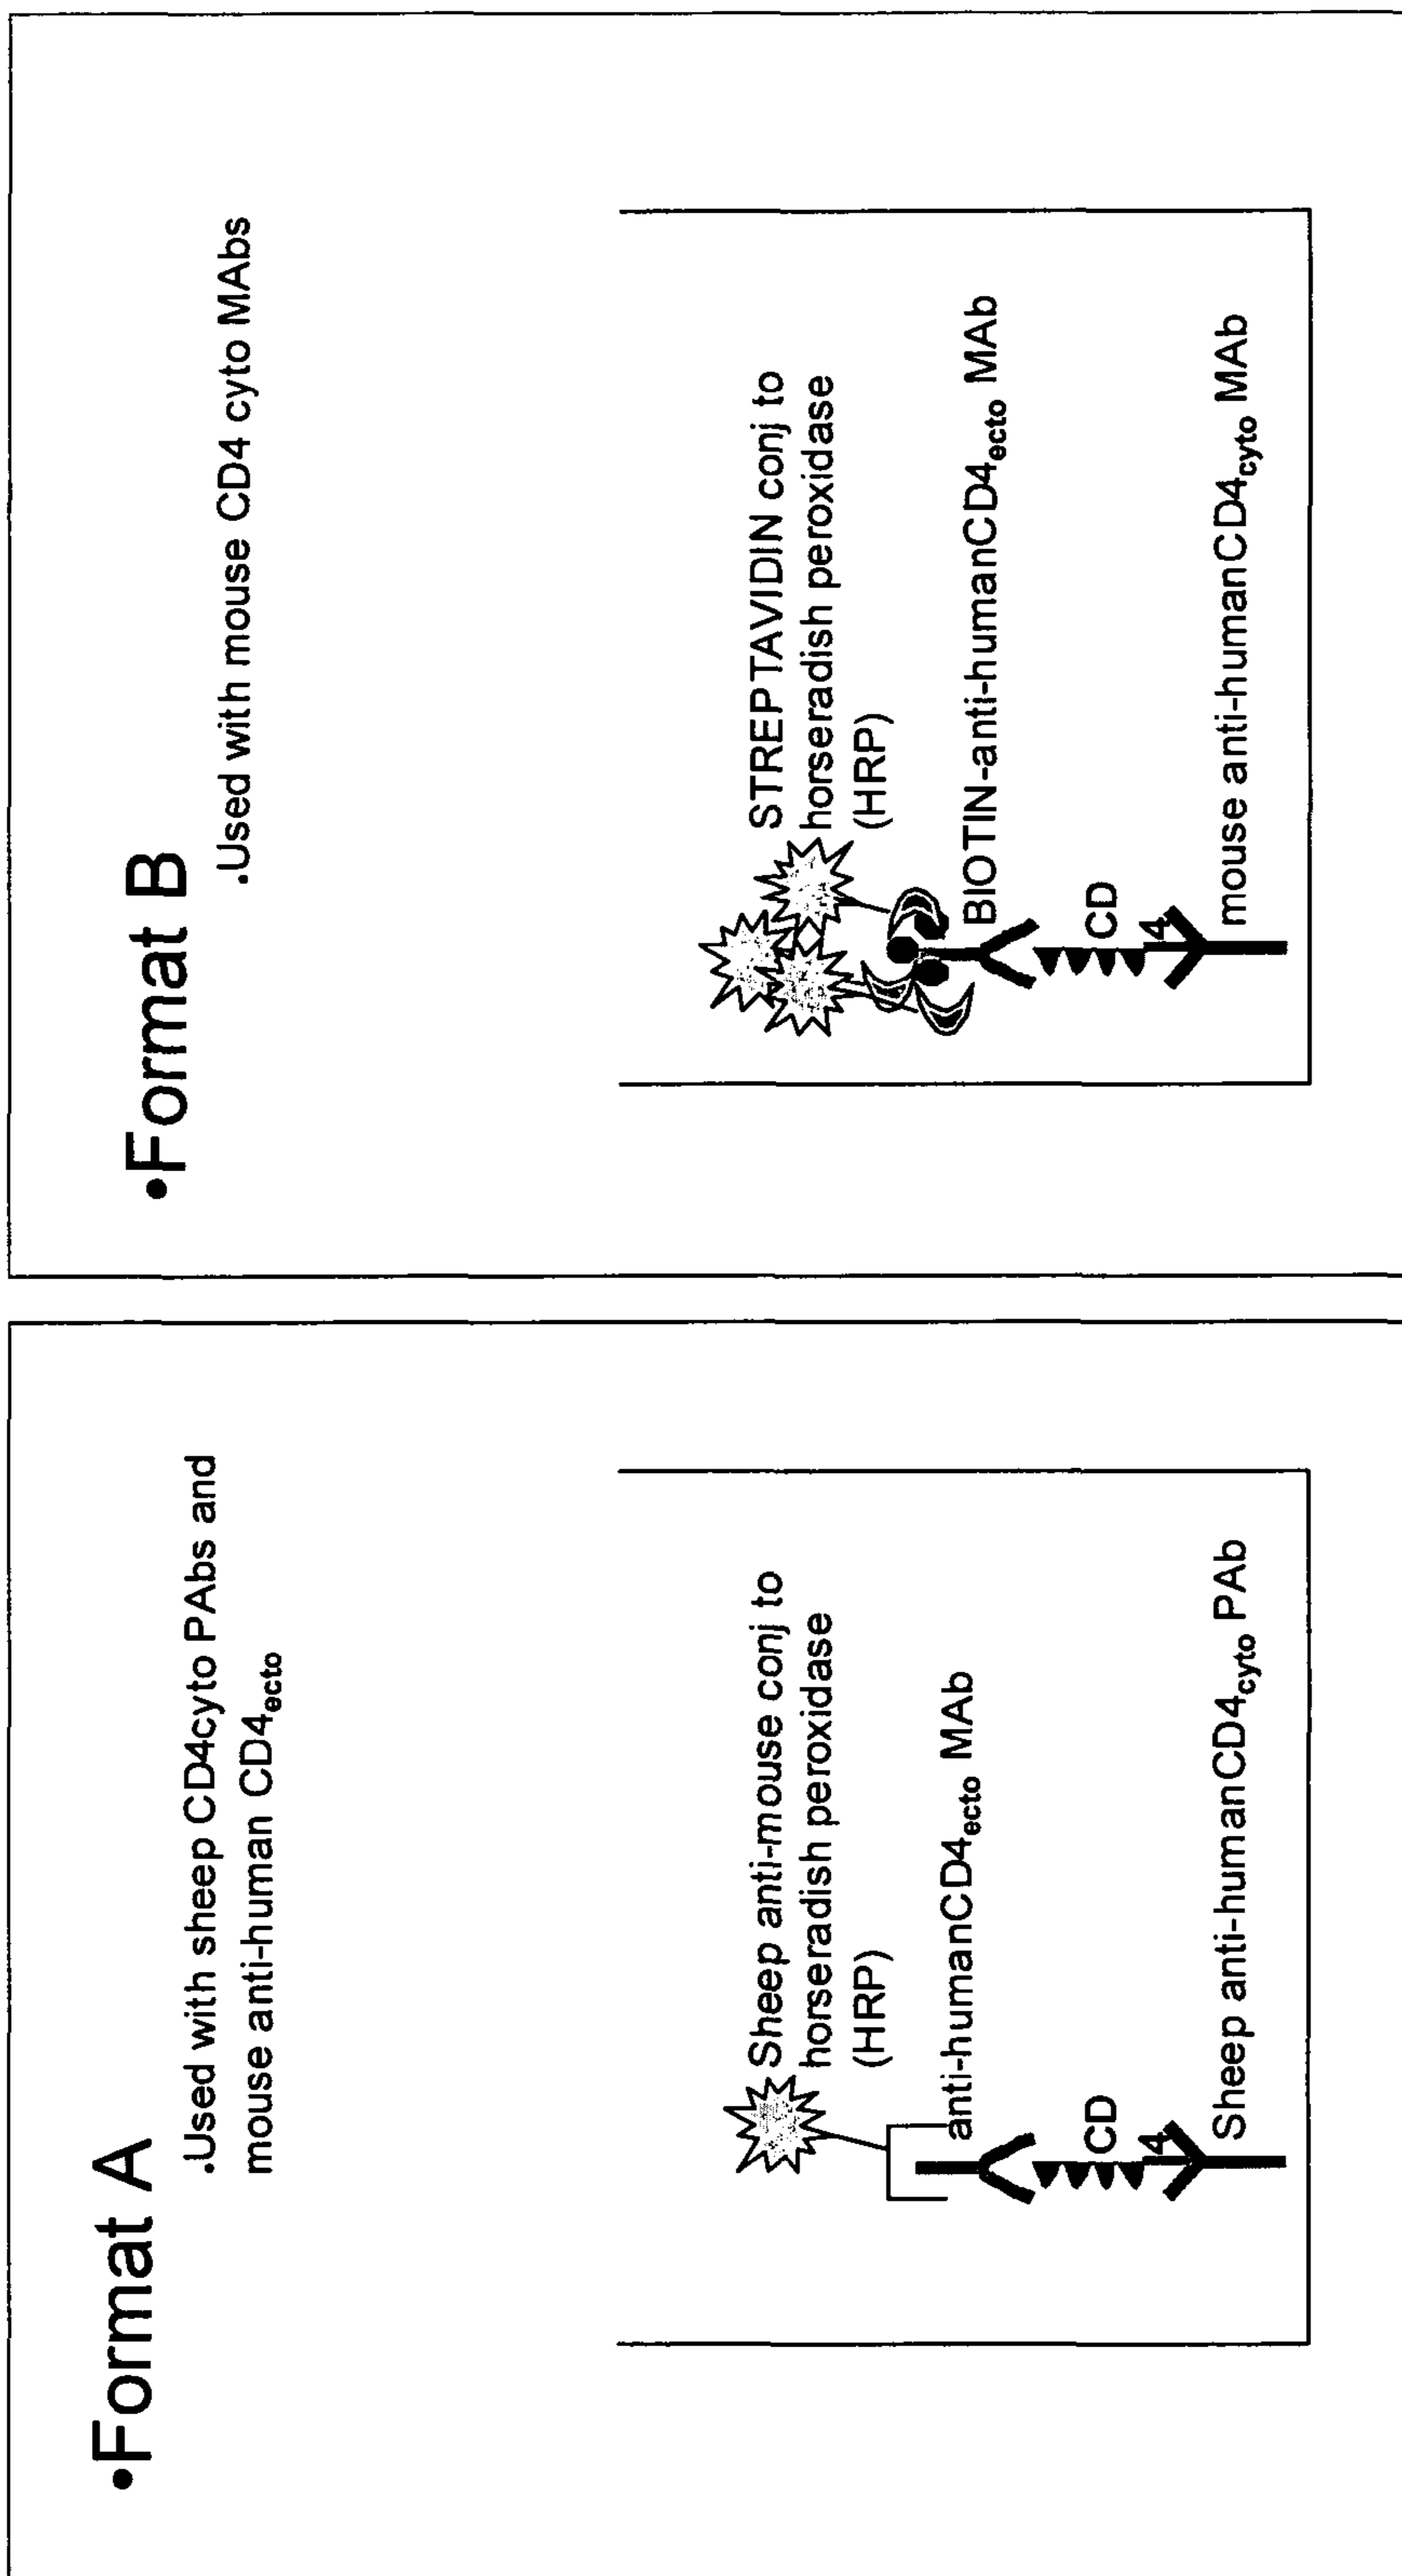 •Format A
.Used with sheep CD4cyto PAbs and
mouse anti-human CD4ecto
Sheep anti-mouse conj to
horseradish peroxidase
(HRP)
anti-humanCD4ecto MAb
CD
4
Sheep anti-humanCD4cyto PAb
•Format B
.Used with mouse CD4 cyto MAbs
STREPTAVIDIN conj to
horseradish peroxidase
(HRP)
BIOTIN-anti-humanCD4ecto MAb
CD
4
mouse anti-humanCD4cyto MAb